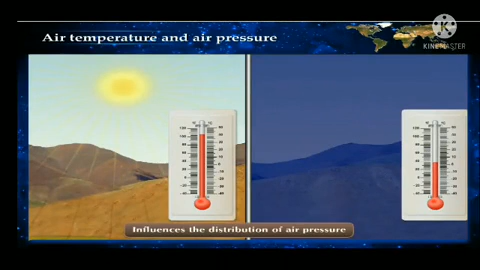 Air temperature and air pressure
KINEMASTER
Influences the distribution of air pressure